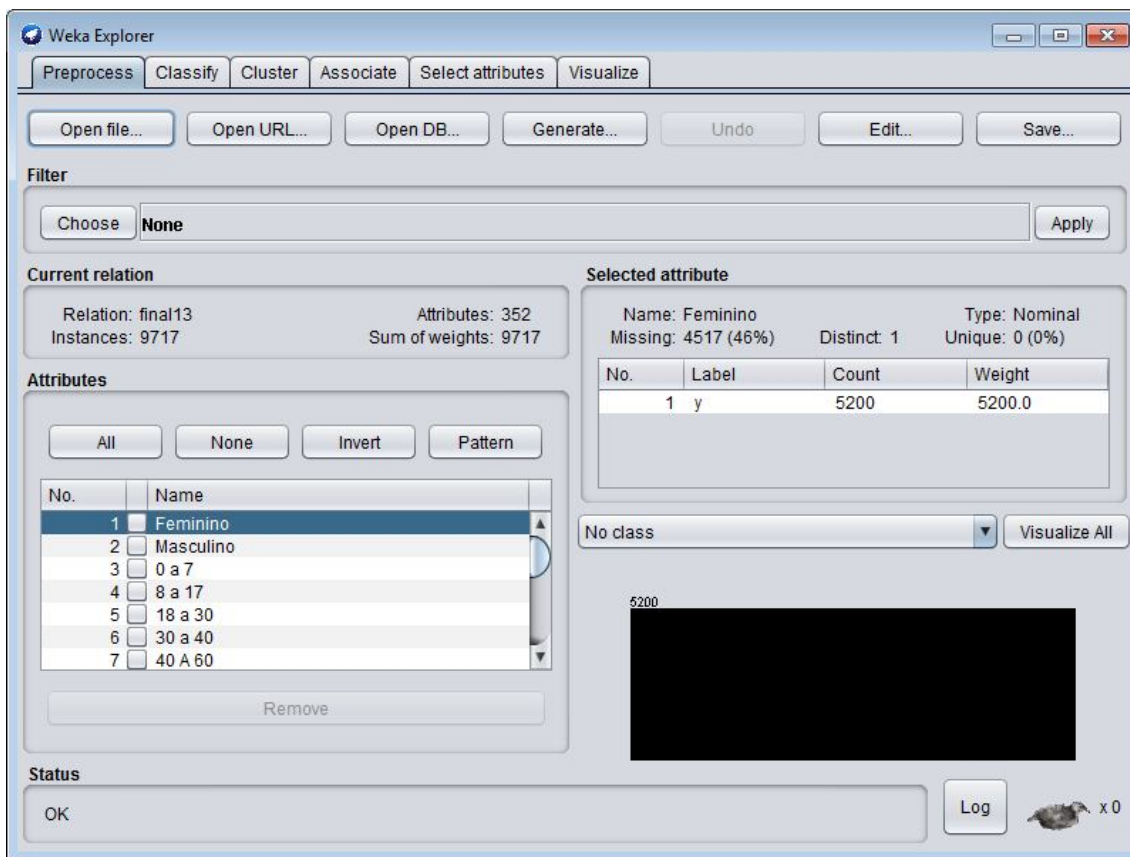 Weka Explorer
Preprocess Classify Cluster Associate Select attributes Visualize
Open file... Open URL... Open DB... Generate... Undo Edit... Save...
Filter
Choose None Apply
Current relation
Relation: final13 Attributes: 352
Instances: 9717 Sum of weights: 9717
Selected attribute
Name: Feminino Type: Nominal
Missing: 4517 (46%) Distinct: 1 Unique: 0 (0%)
No. Label Count Weight
1 y 5200 5200.0
Attributes
All None Invert Pattern
No. Name
1 Feminino
2 Masculino
3 0 a 7
4 8 a 17
5 18 a 30
6 30 a 40
7 40 A 60
Remove
No class Visualize All
5200
Status
OK
Log x 0